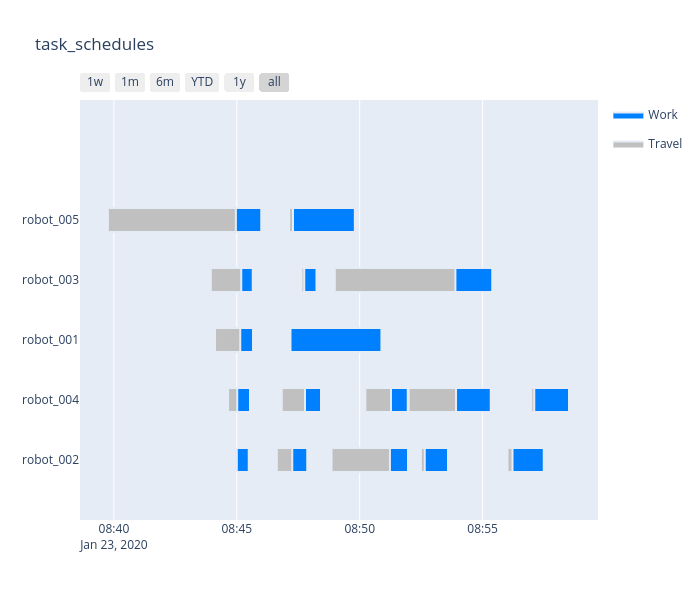 task_schedules
1w 1m 6m YTD 1y all
Work
Travel
robot_005
robot_003
robot_001
robot_004
robot_002
08:40 08:45 08:50 08:55
Jan 23, 2020